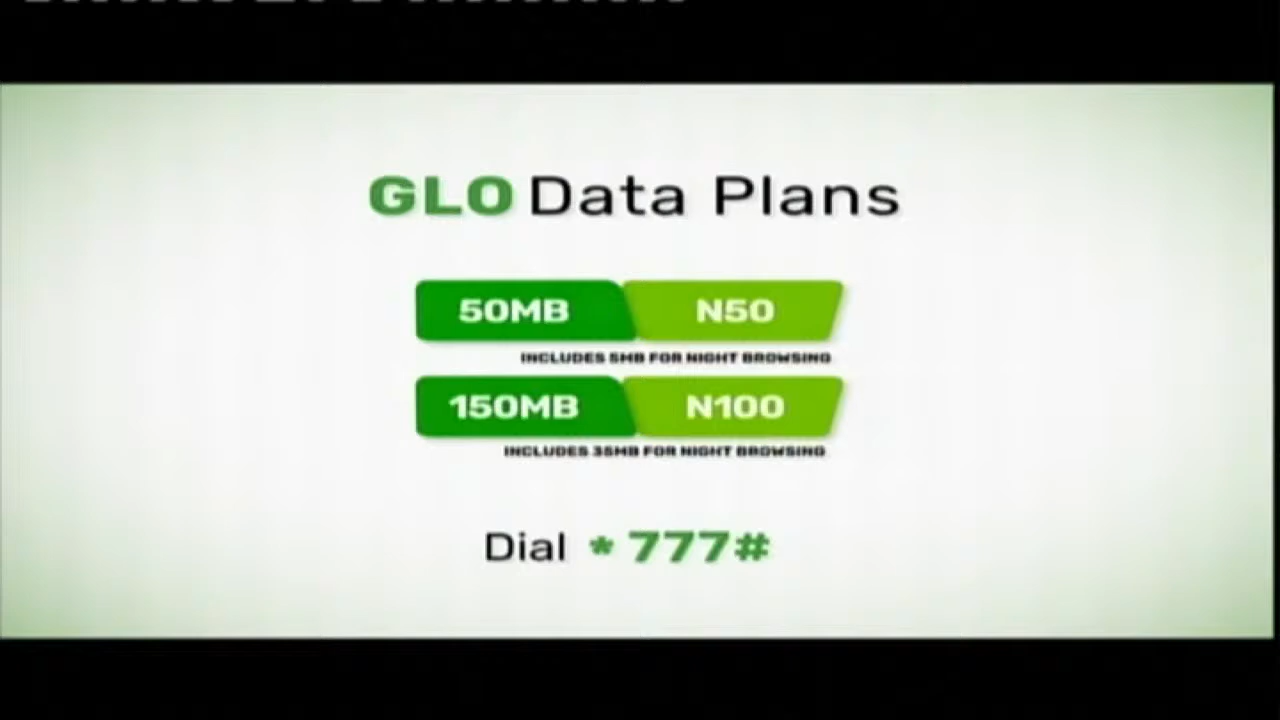 GLO Data Plans
50MB N50
INCLUDES 5MB FOR NIGHT BROWSING
150MB N100
INCLUDES 35MB FOR NIGHT BROWSING
Dial *777#